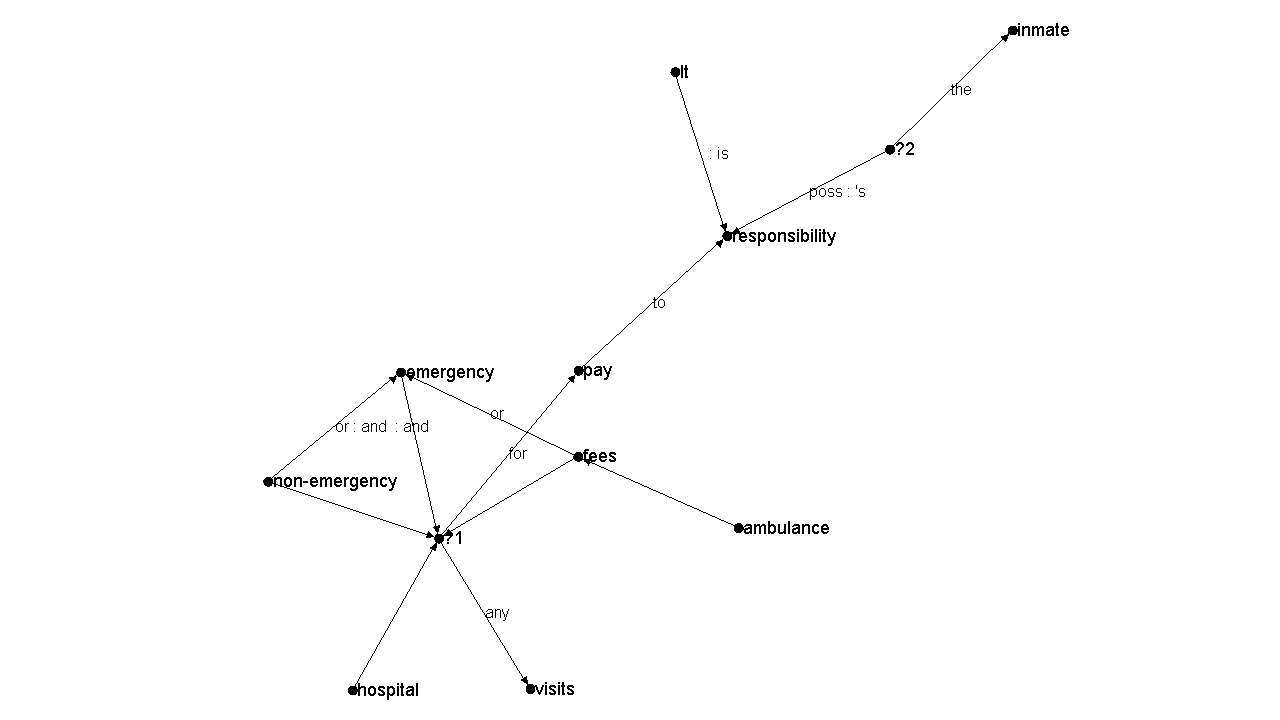 inmate
It
the
: is
?2
poss : 's
responsibility
to
emergency
pay
or
or : and : and
for
fees
non-emergency
ambulance
?1
any
hospital
visits